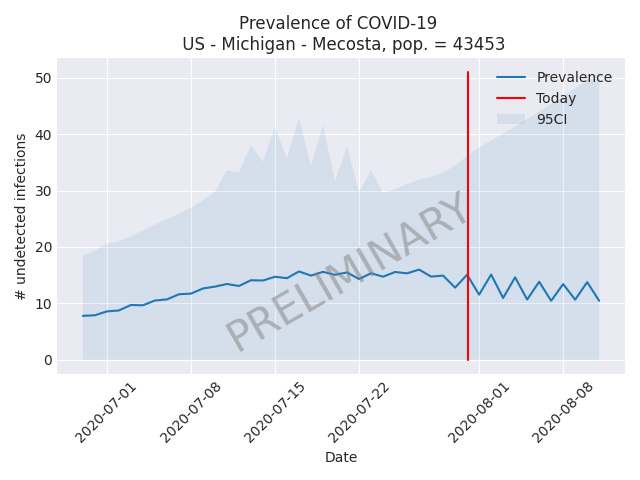 Prevalence of COVID-19
US - Michigan - Mecosta, pop. = 43453
# undetected infections
50
40
30
20
10
0
Prevalence
Today
95CI
PRELIMINARY
2020-07-01
2020-07-08
2020-07-15
2020-07-22
2020-08-01
2020-08-08
Date